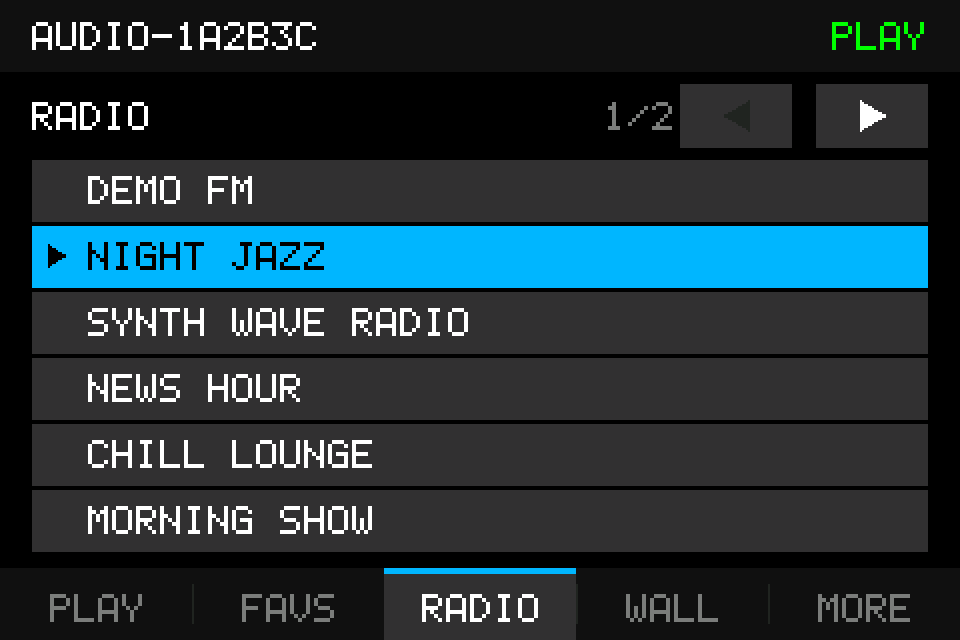 AUDIO-1A2B3C PLAY
RADIO 1/2
DEMO FM
NIGHT JAZZ
SYNTH WAVE RADIO
NEWS HOUR
CHILL LOUNGE
MORNING SHOW
PLAY FAVS RADIO WALL MORE